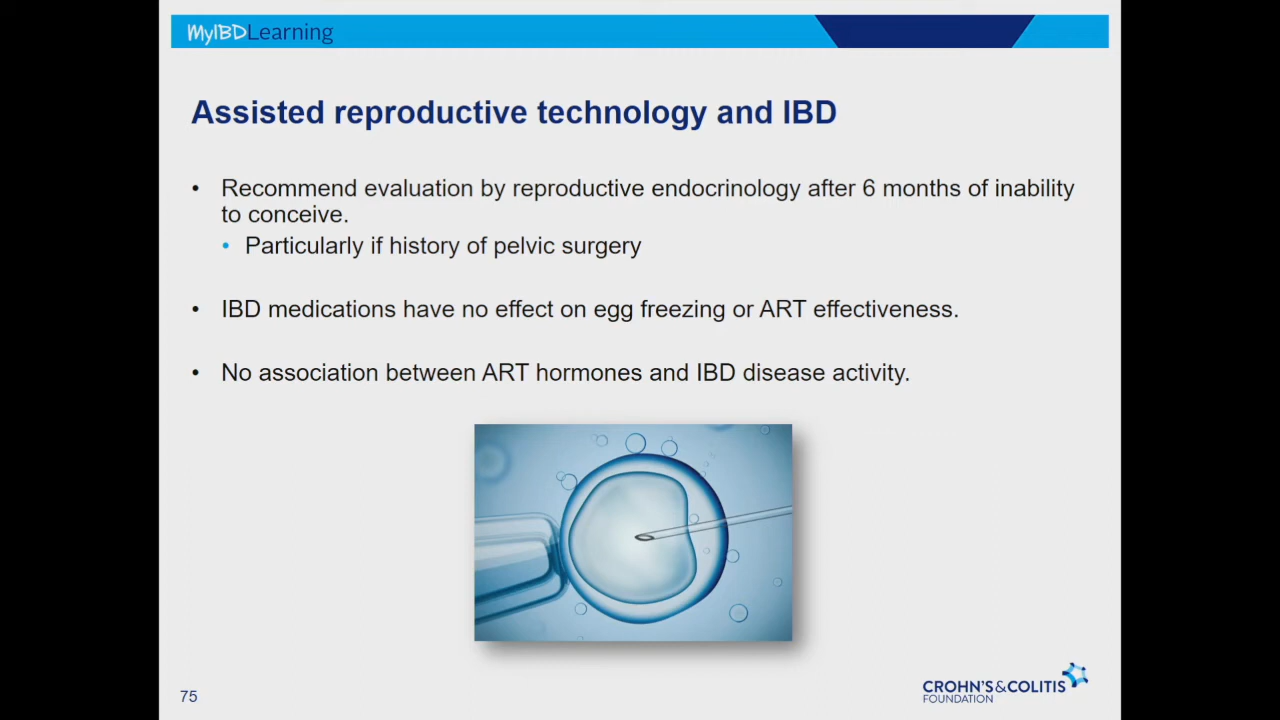 MyIBDLearning
Assisted reproductive technology and IBD
• Recommend evaluation by reproductive endocrinology after 6 months of inability
to conceive.
• Particularly if history of pelvic surgery
• IBD medications have no effect on egg freezing or ART effectiveness.
• No association between ART hormones and IBD disease activity.
75
CROHN'S&COLITIS
FOUNDATION